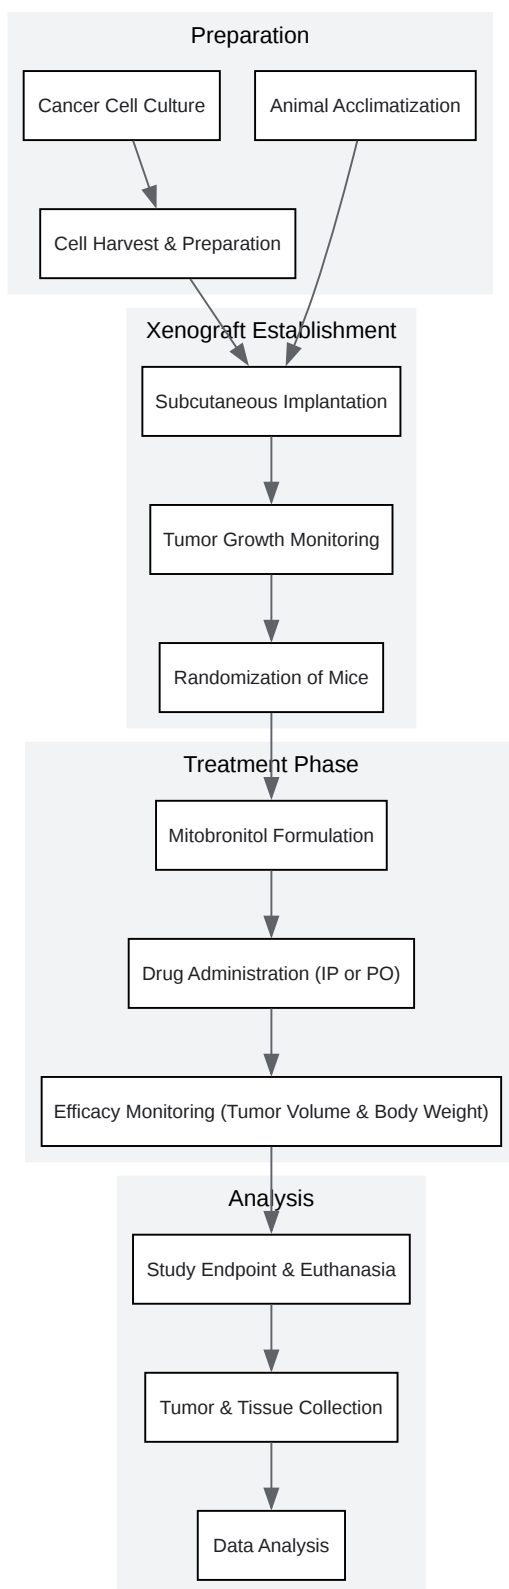 Preparation
Cancer Cell Culture
Animal Acclimatization
Cell Harvest & Preparation
Xenograft Establishment
Subcutaneous Implantation
Tumor Growth Monitoring
Randomization of Mice
Treatment Phase
Mitobronitol Formulation
Drug Administration (IP or PO)
Efficacy Monitoring (Tumor Volume & Body Weight)
Analysis
Study Endpoint & Euthanasia
Tumor & Tissue Collection
Data Analysis